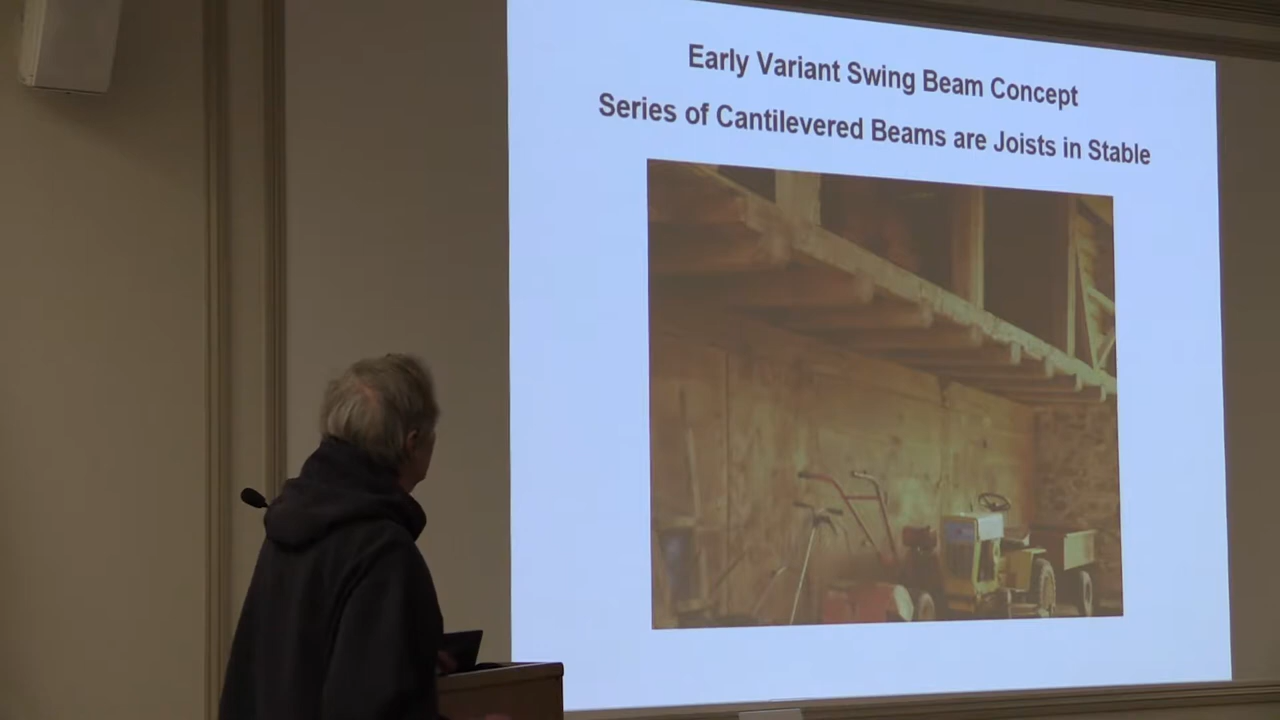 Early Variant Swing Beam Concept
Series of Cantilevered Beams are Joists in Stable